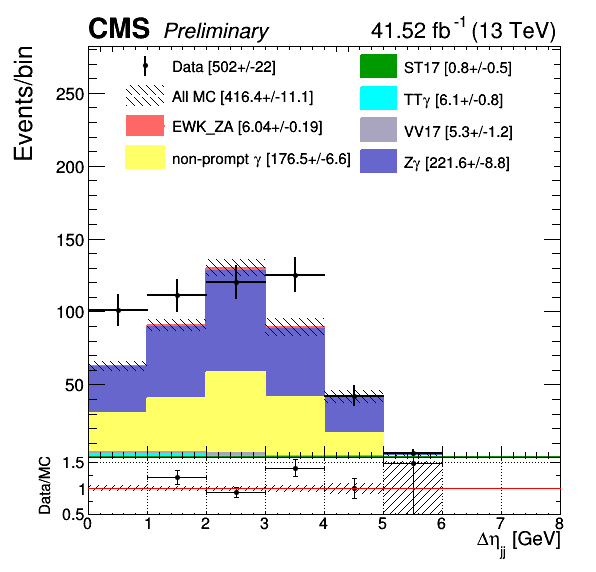 CMS Preliminary 41.52 fb⁻¹ (13 TeV)
Events/bin
250
200
150
100
50
Data [502+/-22]
All MC [416.4+/-11.1]
EWK_ZA [6.04+/-0.19]
non-prompt γ [176.5+/-6.6]
ST17 [0.8+/-0.5]
TTγ [6.1+/-0.8]
VV17 [5.3+/-1.2]
Zγ [221.6+/-8.8]
Data/MC
1.5
1
0.5
0 1 2 3 4 5 6 7 8
Δη_jj [GeV]